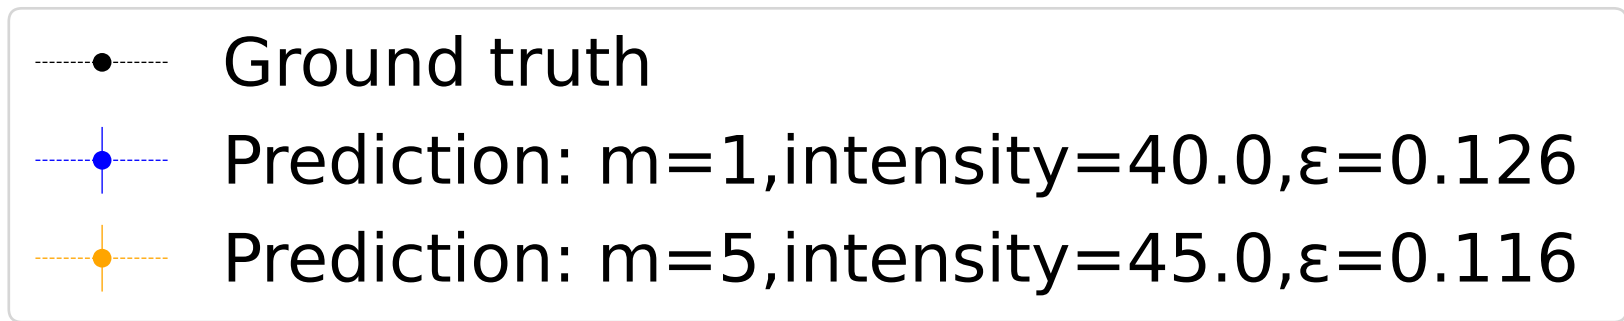 Ground truth
Prediction: m=1,intensity=40.0,ε=0.126
Prediction: m=5,intensity=45.0,ε=0.116